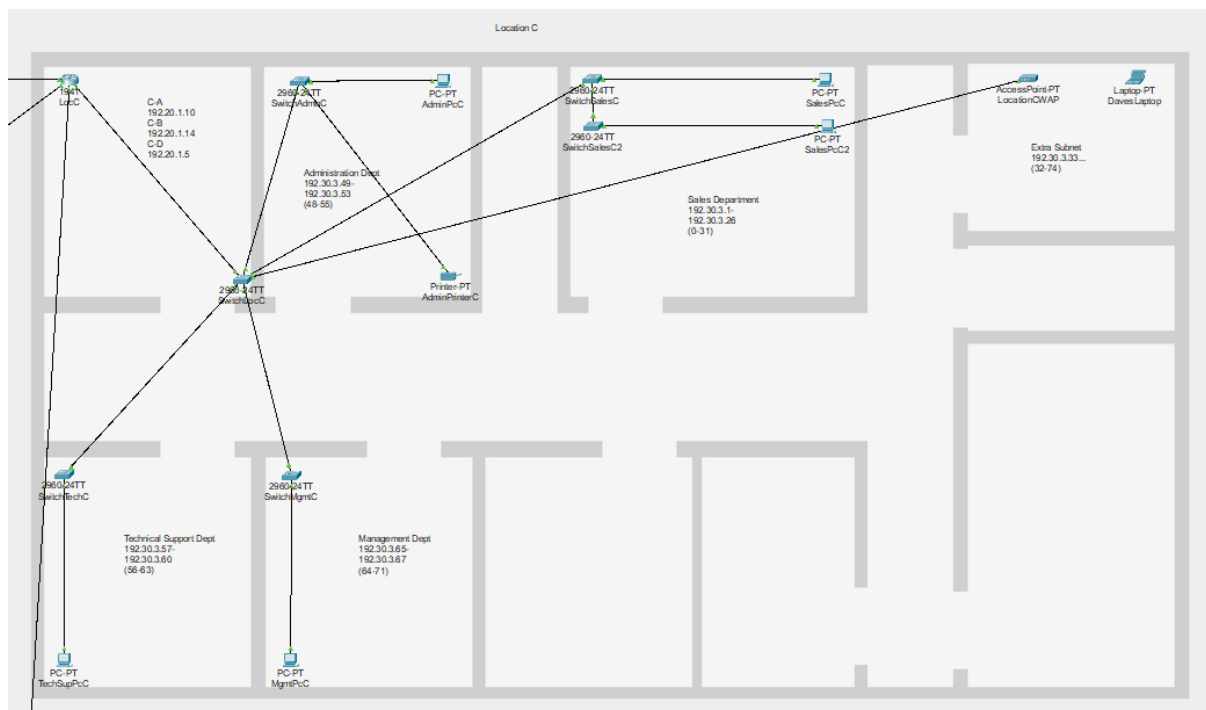 Location C
1941
LocC
C-A
192.20.1.10
C-B
192.20.1.14
C-D
192.20.1.5
2960-24TT
SwitchAdminC
PC-PT
AdminPcC
Administration Dept
192.30.3.49-
192.30.3.53
(48-55)
2960-24TT
SwitchLocC
Printer-PT
AdminPrinterC
2960-24TT
SwitchSalesC
2960-24TT
SwitchSalesC2
PC-PT
SalesPcC
PC-PT
SalesPcC2
Sales Department
192.30.3.1-
192.30.3.26
(0-31)
AccessPoint-PT
LocationCWAP
Laptop-PT
DavesLaptop
Extra Subnet
192.30.3.33...
(32-74)
2960-24TT
SwitchTechC
Technical Support Dept
192.30.3.57-
192.30.3.60
(56-63)
PC-PT
TechSupPcC
2960-24TT
SwitchMgmtC
Management Dept
192.30.3.65-
192.30.3.67
(64-71)
PC-PT
MgmtPcC